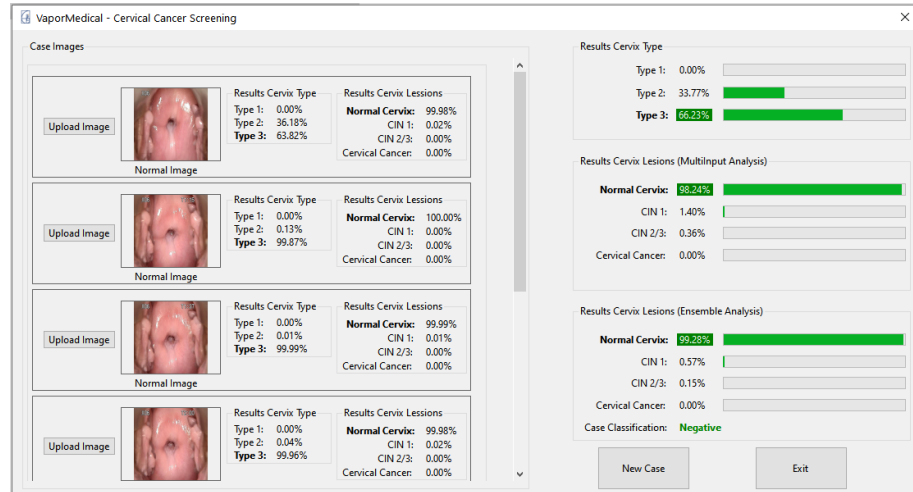 VaporMedical - Cervical Cancer Screening
Case Images
Upload Image
Normal Image
Results Cervix Type
Type 1: 0.00%
Type 2: 36.18%
Type 3: 63.82%
Results Cervix Lessions
Normal Cervix: 99.98%
CIN 1: 0.02%
CIN 2/3: 0.00%
Cervical Cancer: 0.00%
Upload Image
Normal Image
Results Cervix Type
Type 1: 0.00%
Type 2: 0.13%
Type 3: 99.87%
Results Cervix Lessions
Normal Cervix: 100.00%
CIN 1: 0.00%
CIN 2/3: 0.00%
Cervical Cancer: 0.00%
Upload Image
Normal Image
Results Cervix Type
Type 1: 0.00%
Type 2: 0.01%
Type 3: 99.99%
Results Cervix Lessions
Normal Cervix: 99.99%
CIN 1: 0.01%
CIN 2/3: 0.00%
Cervical Cancer: 0.00%
Upload Image
Results Cervix Type
Type 1: 0.00%
Type 2: 0.04%
Type 3: 99.96%
Results Cervix Lessions
Normal Cervix: 99.98%
CIN 1: 0.02%
CIN 2/3: 0.00%
Cervical Cancer: 0.00%
Results Cervix Type
Type 1: 0.00%
Type 2: 33.77%
Type 3: 66.23%
Results Cervix Lesions (MultiInput Analysis)
Normal Cervix: 98.24%
CIN 1: 1.40%
CIN 2/3: 0.36%
Cervical Cancer: 0.00%
Results Cervix Lesions (Ensemble Analysis)
Normal Cervix: 99.28%
CIN 1: 0.57%
CIN 2/3: 0.15%
Cervical Cancer: 0.00%
Case Classification: Negative
New Case
Exit